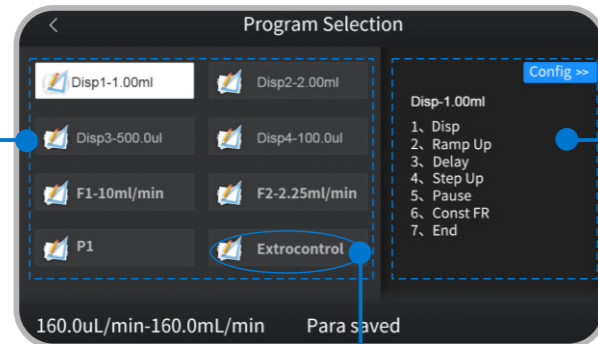 Program Selection
Disp1-1.00ml
Disp2-2.00ml
Disp3-500.0ul
Disp4-100.0ul
F1-10ml/min
F2-2.25ml/min
P1
Extrocontrol
Config >>
Disp-1.00ml
1、Disp
2、Ramp Up
3、Delay
4、Step Up
5、Pause
6、Const FR
7、End
160.0uL/min-160.0mL/min
Para saved